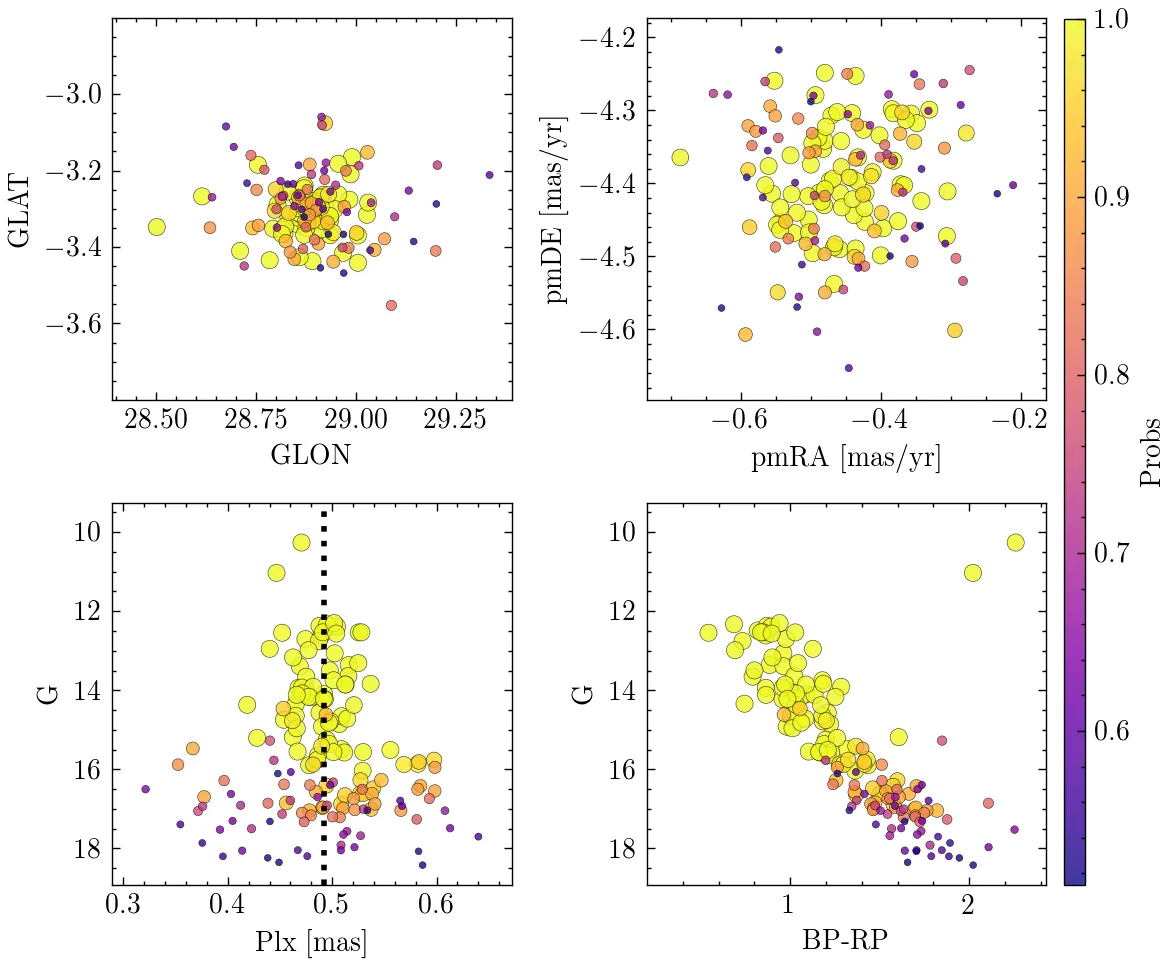 −3.0
−3.2
−3.4
−3.6
GLAT
28.50 28.75 29.00 29.25
GLON
−4.2
−4.3
−4.4
−4.5
−4.6
pmDE [mas/yr]
−0.6 −0.4 −0.2
pmRA [mas/yr]
10
12
14
16
18
G
0.3 0.4 0.5 0.6
Plx [mas]
10
12
14
16
18
G
1 2
BP-RP
1.0
0.9
0.8
0.7
0.6
Probs